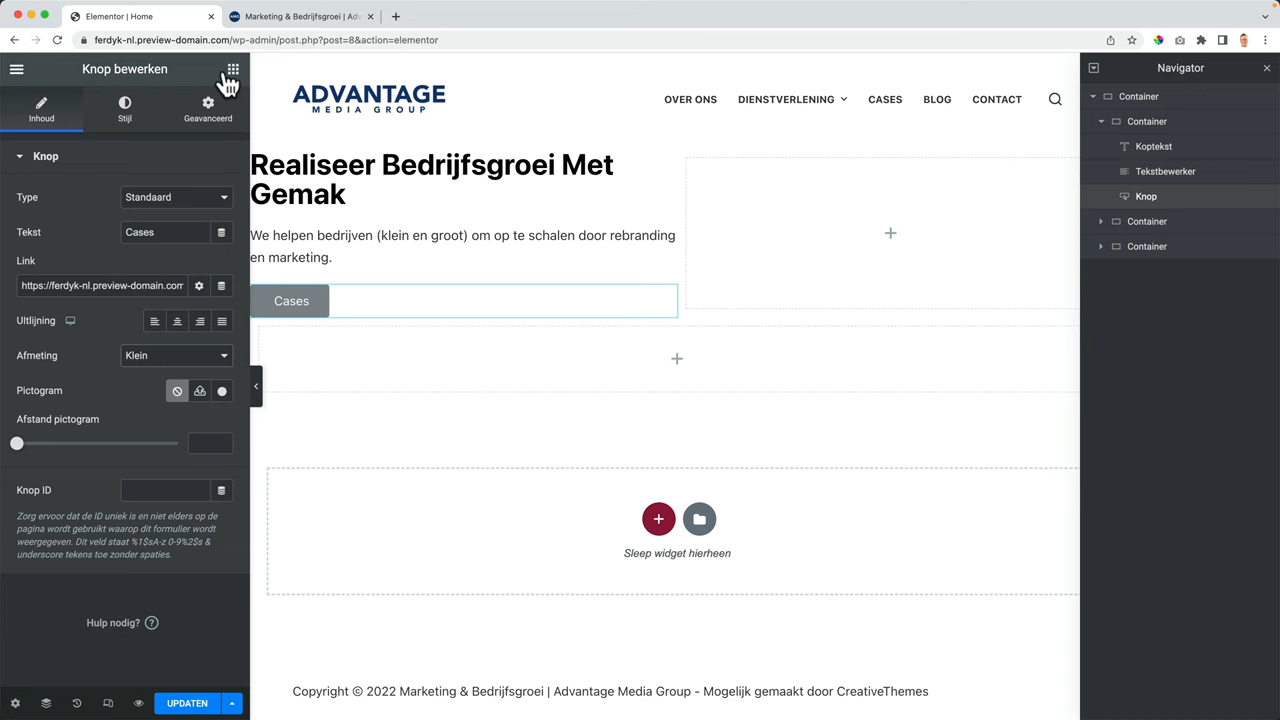 Elementor | Home
AMG
Marketing & Bedrijfsgroei | Adv
ferdyk-nl.preview-domain.com/wp-admin/post.php?post=8&action=elementor
Knop bewerken
Inhoud
Stijl
Geavanceerd
Knop
Type
Standaard
Tekst
Cases
Link
https://ferdyk-nl.preview-domain.com
Uitlijning
Afmeting
Klein
Pictogram
Afstand pictogram
Knop ID
Zorg ervoor dat de ID uniek is en niet elders op de
pagina wordt gebruikt waarop dit formulier wordt
weergegeven. Dit veld staat %1$sA-z 0-9%2$s &
underscore tekens toe zonder spaties.
Hulp nodig?
UPDATEN
ADVANTAGE
MEDIA GROUP
OVER ONS
DIENSTVERLENING
CASES
BLOG
CONTACT
Realiseer Bedrijfsgroei Met
Gemak
We helpen bedrijven (klein en groot) om op te schalen door rebranding
en marketing.
Cases
Sleep widget hierheen
Copyright © 2022 Marketing & Bedrijfsgroei | Advantage Media Group - Mogelijk gemaakt door CreativeThemes
Navigator
Container
Container
Koptekst
Tekstbewerker
Knop
Container
Container